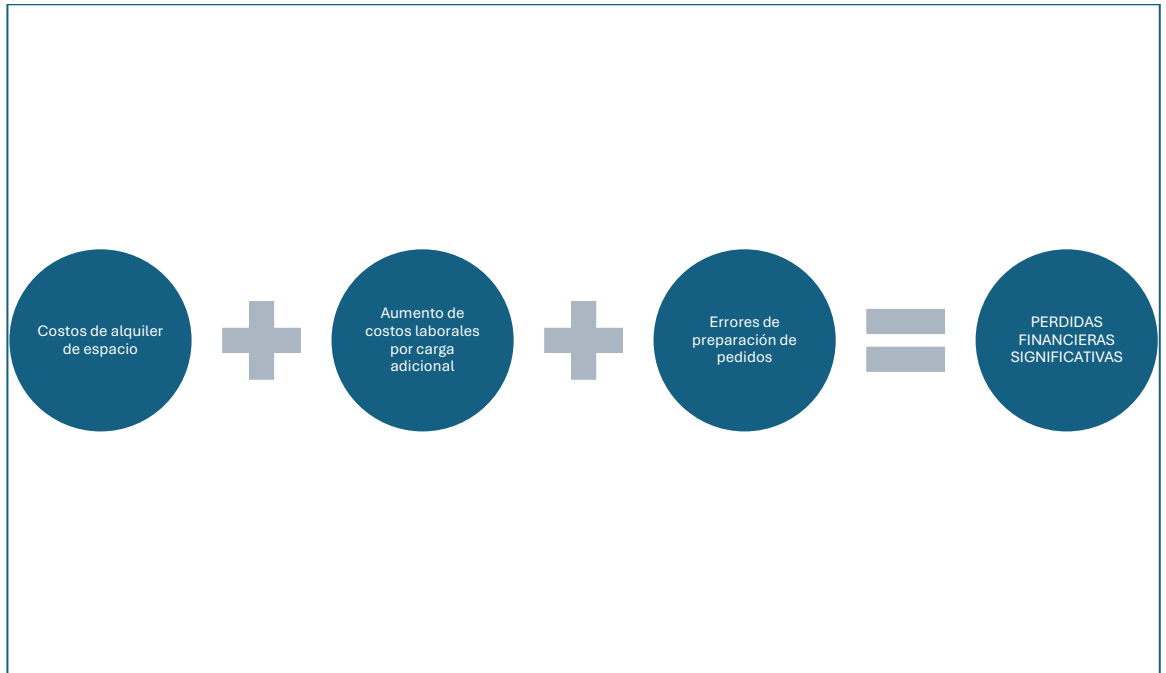 Costos de alquiler
de espacio
Aumento de
costos laborales
por carga
adicional
Errores de
preparación de
pedidos
PERDIDAS
FINANCIERAS
SIGNIFICATIVAS